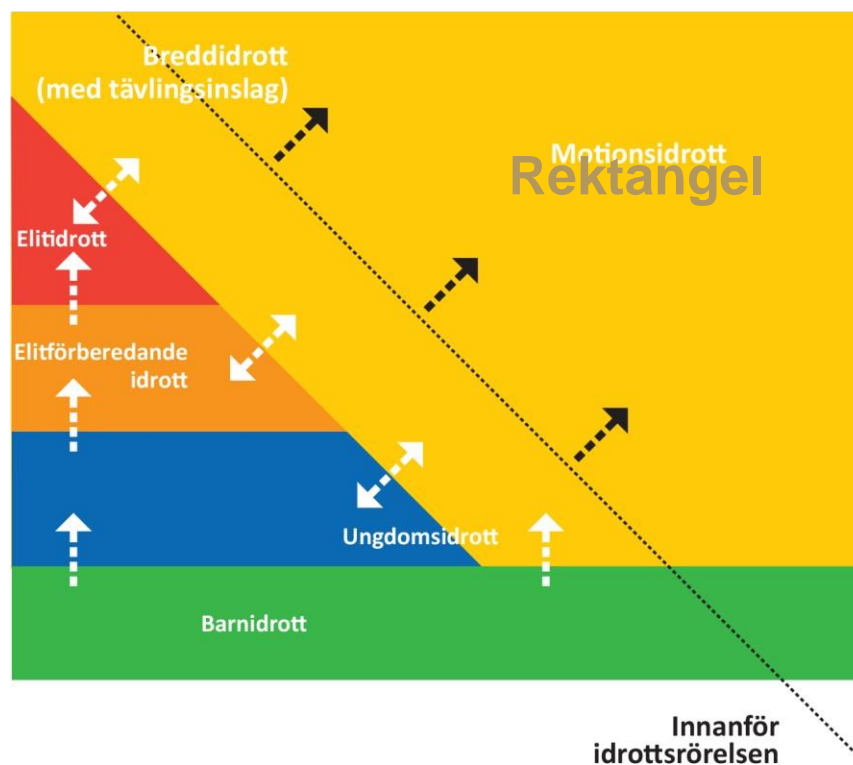 Breddidrott
(med tävlingsinslag)
Motionsidrott
Rektangel
Elitidrott
Elitförberedande
idrott
Ungdomsidrott
Barnidrott
Innanför
idrottsrörelsen